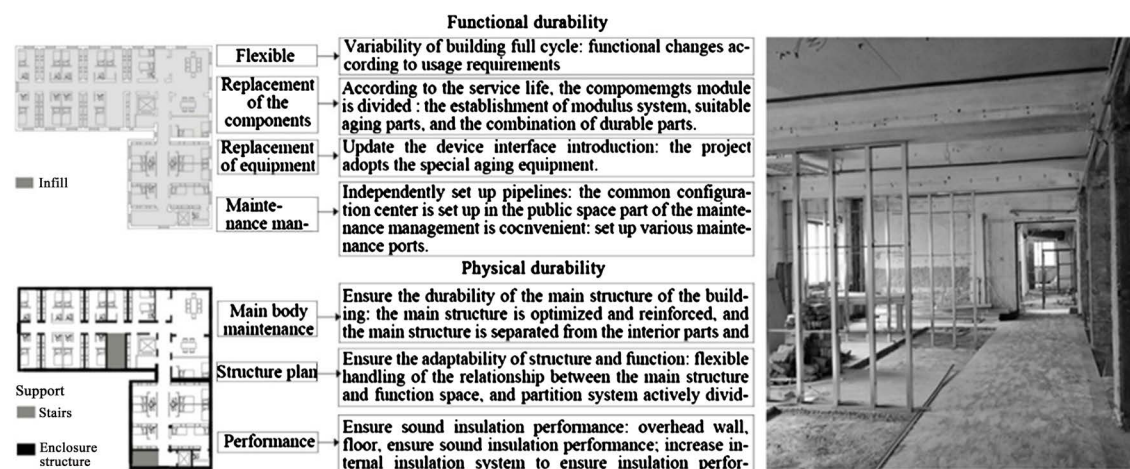 Functional durability
Flexible
Variability of building full cycle: functional changes ac-
cording to usage requirements
Replacement
of the
components
According to the service life, the compomemgts module
is divided : the establishment of modulus system, suitable
aging parts, and the combination of durable parts.
Replacement
of equipment
Update the device interface introduction: the project
adopts the special aging equipment.
Infill
Mainte-
nance man-
Independently set up pipelines: the common configura-
tion center is set up in the public space part of the mainte-
nance management is cocnvenient: set up various mainte-
nance ports.
Physical durability
Main body
maintenance
Ensure the durability of the main structure of the build-
ing: the main structure is optimized and reinforced, and
the main structure is separated from the interior parts and
Structure plan
Ensure the adaptability of structure and function: flexible
handling of the relationship between the main structure
and function space, and partition system actively divid-
Support
Stairs
Enclosure
structure
Performance
Ensure sound insulation performance: overhead wall,
floor, ensure sound insulation performance; increase in-
ternal insulation system to ensure insulation perfor-